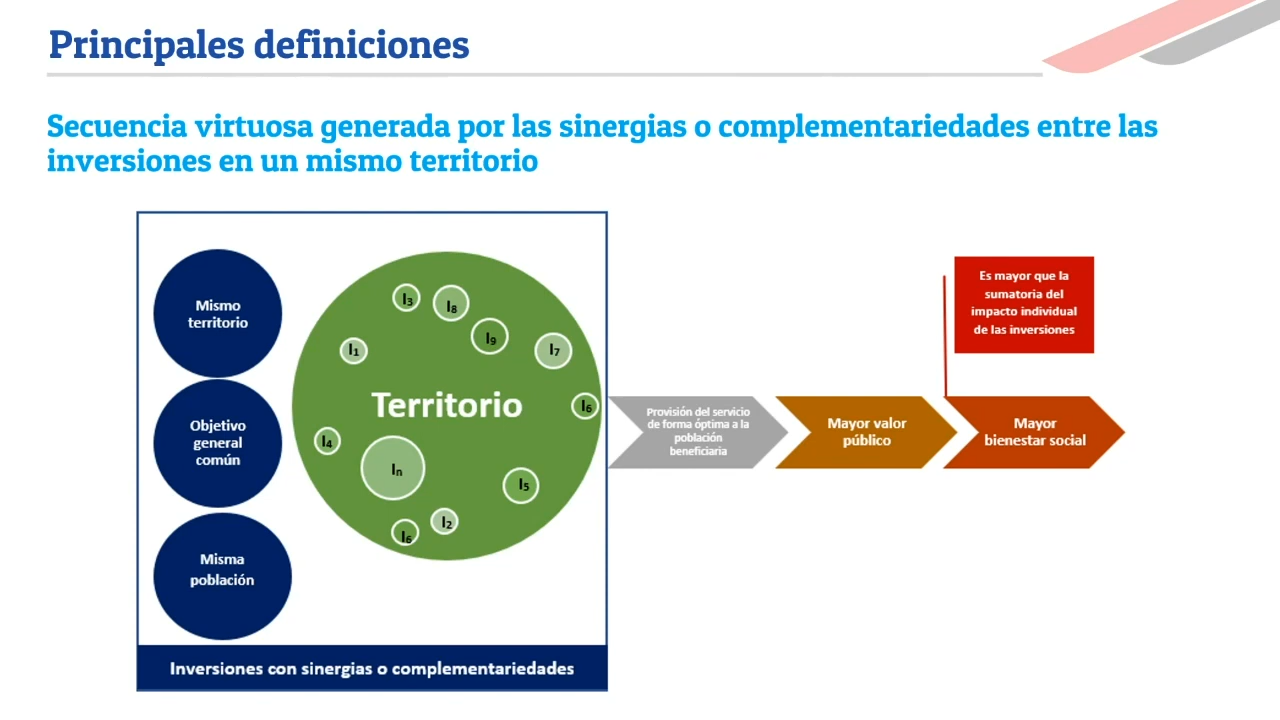 Principales definiciones
Secuencia virtuosa generada por las sinergias o complementariedades entre las
inversiones en un mismo territorio
Mismo
territorio
Objetivo
general
común
Misma
población
I₃
I₈
I₉
I₁
I₇
Territorio
I₆
I₄
Iₙ
I₅
I₂
I₆
Inversiones con sinergias o complementariedades
Provisión del servicio
de forma óptima a la
población
beneficiaria
Mayor valor
público
Es mayor que la
sumatoria del
impacto individual
de las inversiones
Mayor
bienestar social